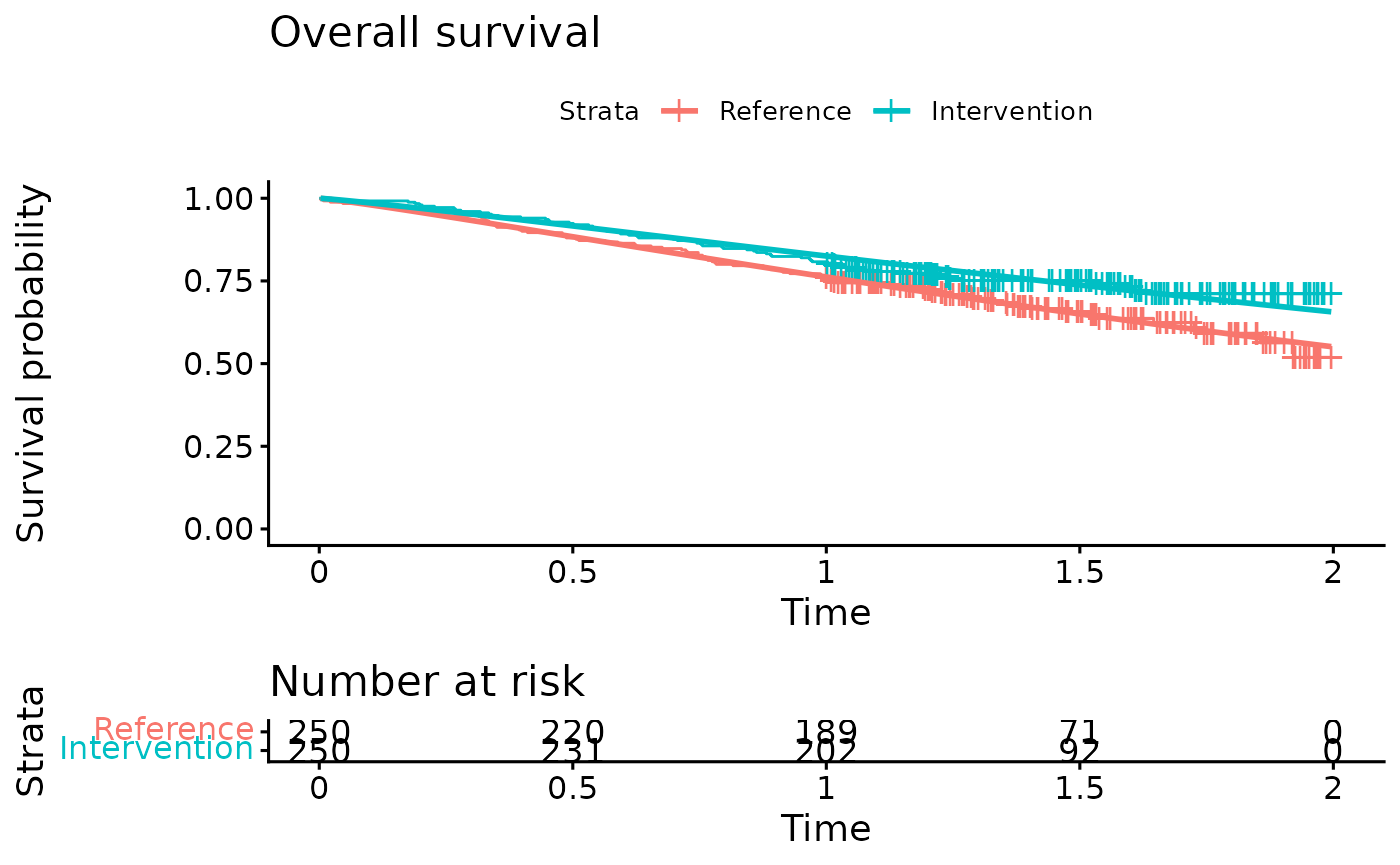 Overall survival
Strata Reference Intervention
Survival probability
1.00
0.75
0.50
0.25
0.00
0 0.5 1 1.5 2
Time
Number at risk
Strata
Reference 250 220 189 71 0
Intervention 250 231 202 92 0
0 0.5 1 1.5 2
Time